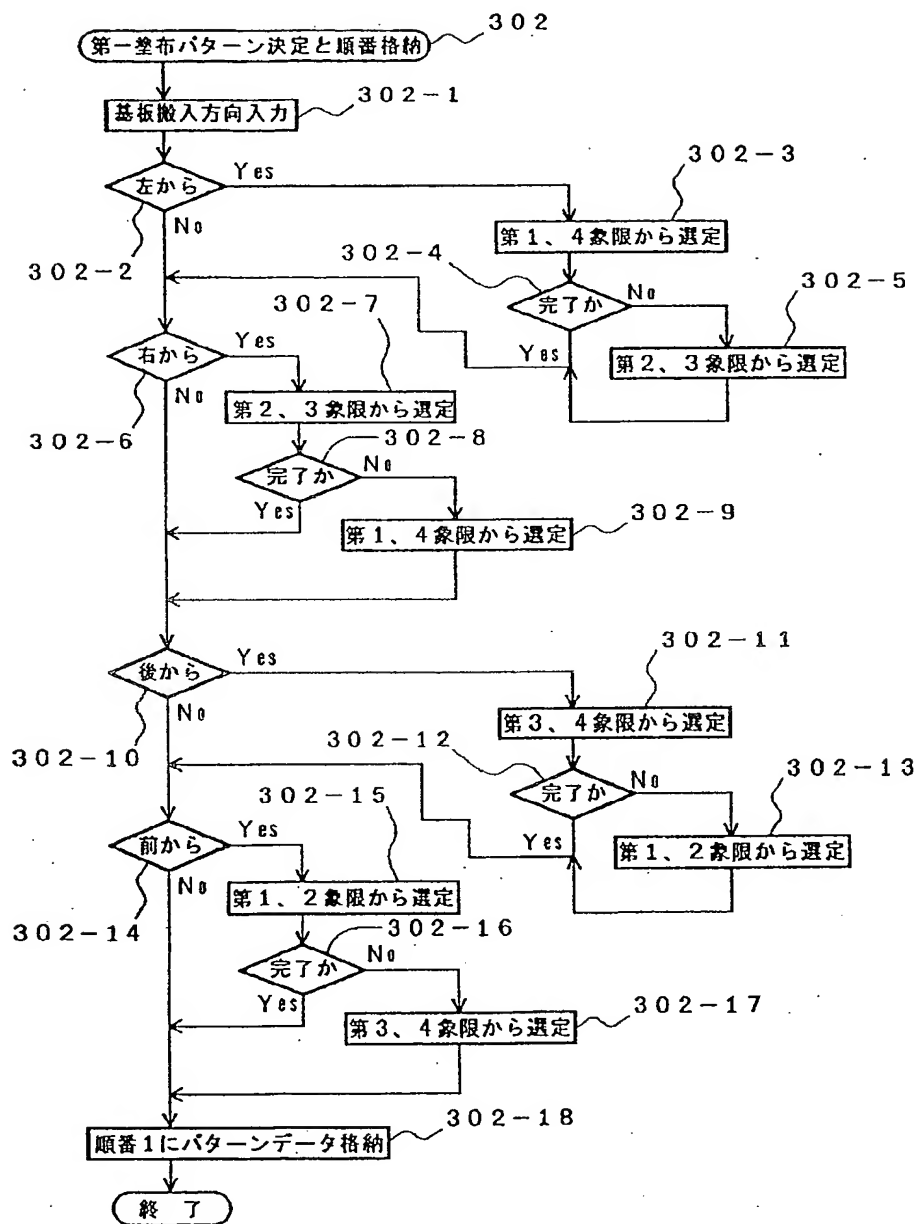 302
第一塗布パターン決定と順番格納
302-1
基板搬入方向入力
302-3
左から
Yes
No
第1、4象限から選定
302-2
302-4
完了か
No
Yes
302-5
第2、3象限から選定
302-7
右から
Yes
No
第2、3象限から選定
302-6
302-8
完了か
No
Yes
302-9
第1、4象限から選定
302-11
後から
Yes
No
第3、4象限から選定
302-10
302-12
完了か
No
Yes
302-13
第1、2象限から選定
302-15
前から
Yes
No
第1、2象限から選定
302-14
302-16
完了か
No
Yes
302-17
第3、4象限から選定
302-18
順番1にパターンデータ格納
終了